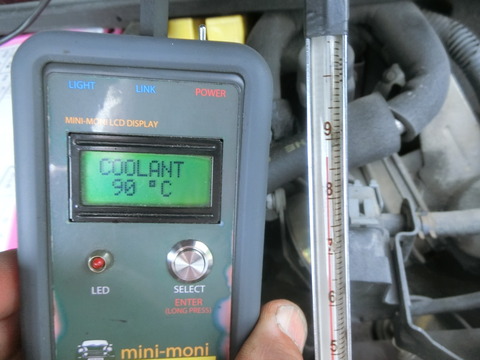 LIGHT LINK POWER
MINI-MONI LCD DISPLAY
COOLANT
90 °C
LED
SELECT
ENTER
(LONG PRESS)
mini-moni
9
8
7
6
5